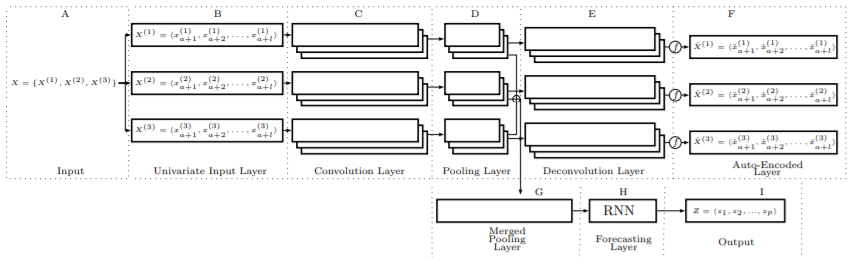 A B C D E F
X = {X^(1), X^(2), X^(3)}
X^(1) = ⟨x^(1)_{a+1}, x^(1)_{a+2}, . . . , x^(1)_{a+l}⟩
X^(2) = ⟨x^(2)_{a+1}, x^(2)_{a+2}, . . . , x^(2)_{a+l}⟩
X^(3) = ⟨x^(3)_{a+1}, x^(3)_{a+2}, . . . , x^(3)_{a+l}⟩
f
f
f
X̂^(1) = ⟨x̂^(1)_{a+1}, x̂^(1)_{a+2}, . . . , x̂^(1)_{a+l}⟩
X̂^(2) = ⟨x̂^(2)_{a+1}, x̂^(2)_{a+2}, . . . , x̂^(2)_{a+l}⟩
X̂^(3) = ⟨x̂^(3)_{a+1}, x̂^(3)_{a+2}, . . . , x̂^(3)_{a+l}⟩
Input
Univariate Input Layer
Convolution Layer
Pooling Layer
Deconvolution Layer
Auto-Encoded
Layer
G H I
RNN
Z = ⟨z_1, z_2, ..., z_p⟩
Merged
Pooling
Layer
Forecasting
Layer
Output